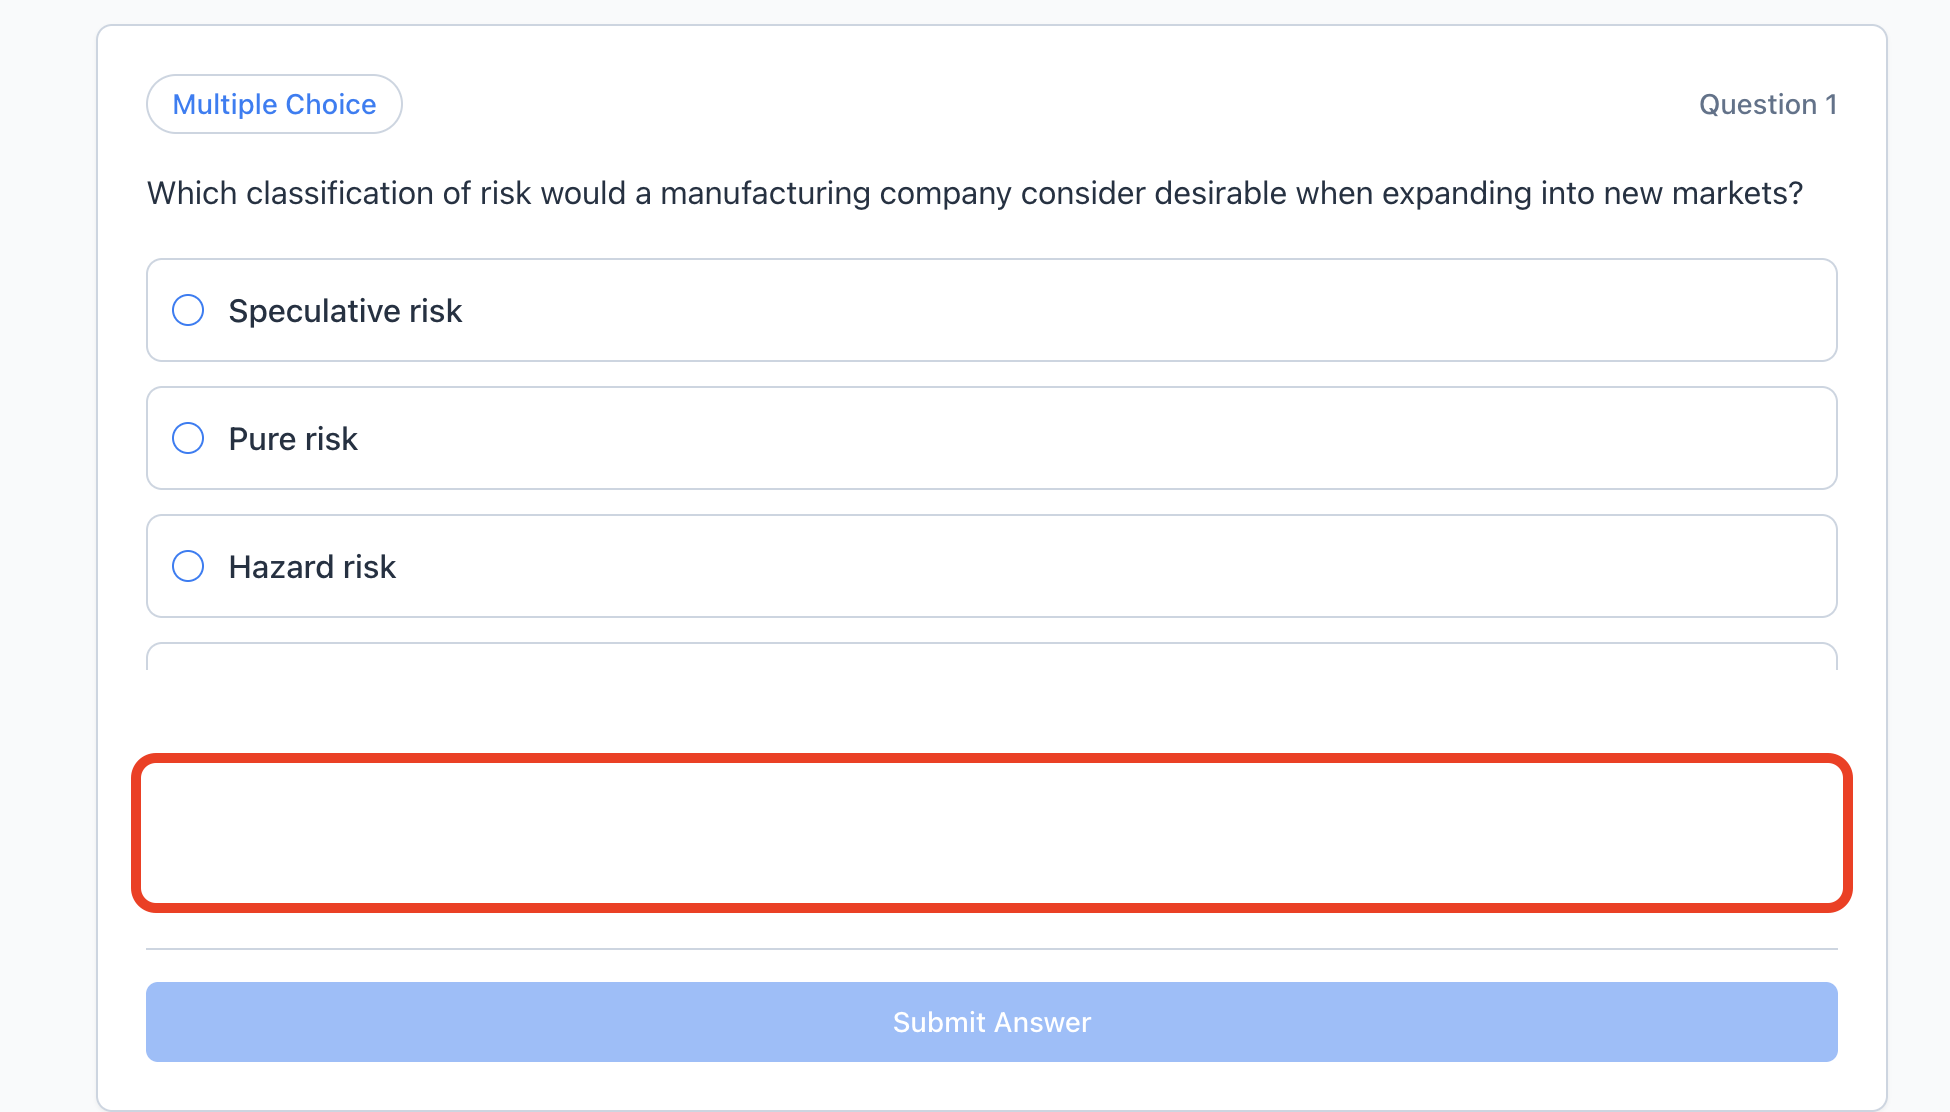 Multiple Choice
Question 1
Which classification of risk would a manufacturing company consider desirable when expanding into new markets?
Speculative risk
Pure risk
Hazard risk
Submit Answer